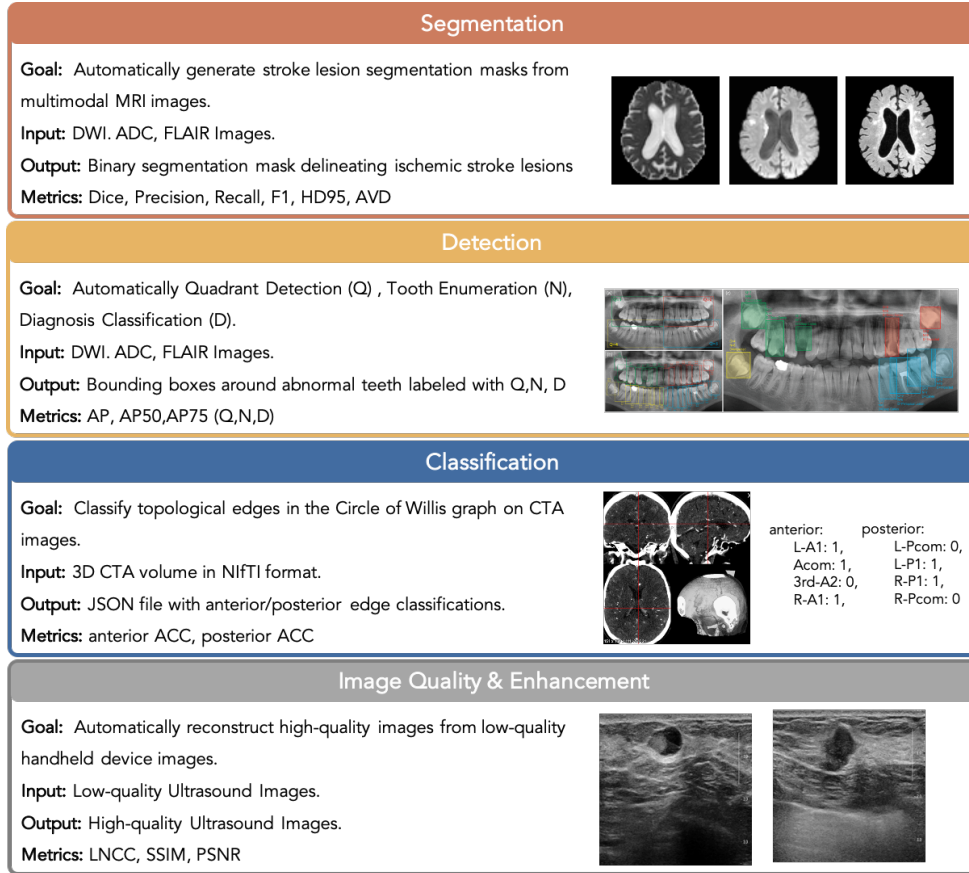 Segmentation
Goal: Automatically generate stroke lesion segmentation masks from
multimodal MRI images.
Input: DWI. ADC, FLAIR Images.
Output: Binary segmentation mask delineating ischemic stroke lesions
Metrics: Dice, Precision, Recall, F1, HD95, AVD
Detection
Goal: Automatically Quadrant Detection (Q) , Tooth Enumeration (N),
Diagnosis Classification (D).
Input: DWI. ADC, FLAIR Images.
Output: Bounding boxes around abnormal teeth labeled with Q,N, D
Metrics: AP, AP50,AP75 (Q,N,D)
Classification
Goal: Classify topological edges in the Circle of Willis graph on CTA
images.
Input: 3D CTA volume in NIfTI format.
Output: JSON file with anterior/posterior edge classifications.
Metrics: anterior ACC, posterior ACC
anterior:
L-A1: 1,
Acom: 1,
3rd-A2: 0,
R-A1: 1,
posterior:
L-Pcom: 0,
L-P1: 1,
R-P1: 1,
R-Pcom: 0
Image Quality & Enhancement
Goal: Automatically reconstruct high-quality images from low-quality
handheld device images.
Input: Low-quality Ultrasound Images.
Output: High-quality Ultrasound Images.
Metrics: LNCC, SSIM, PSNR